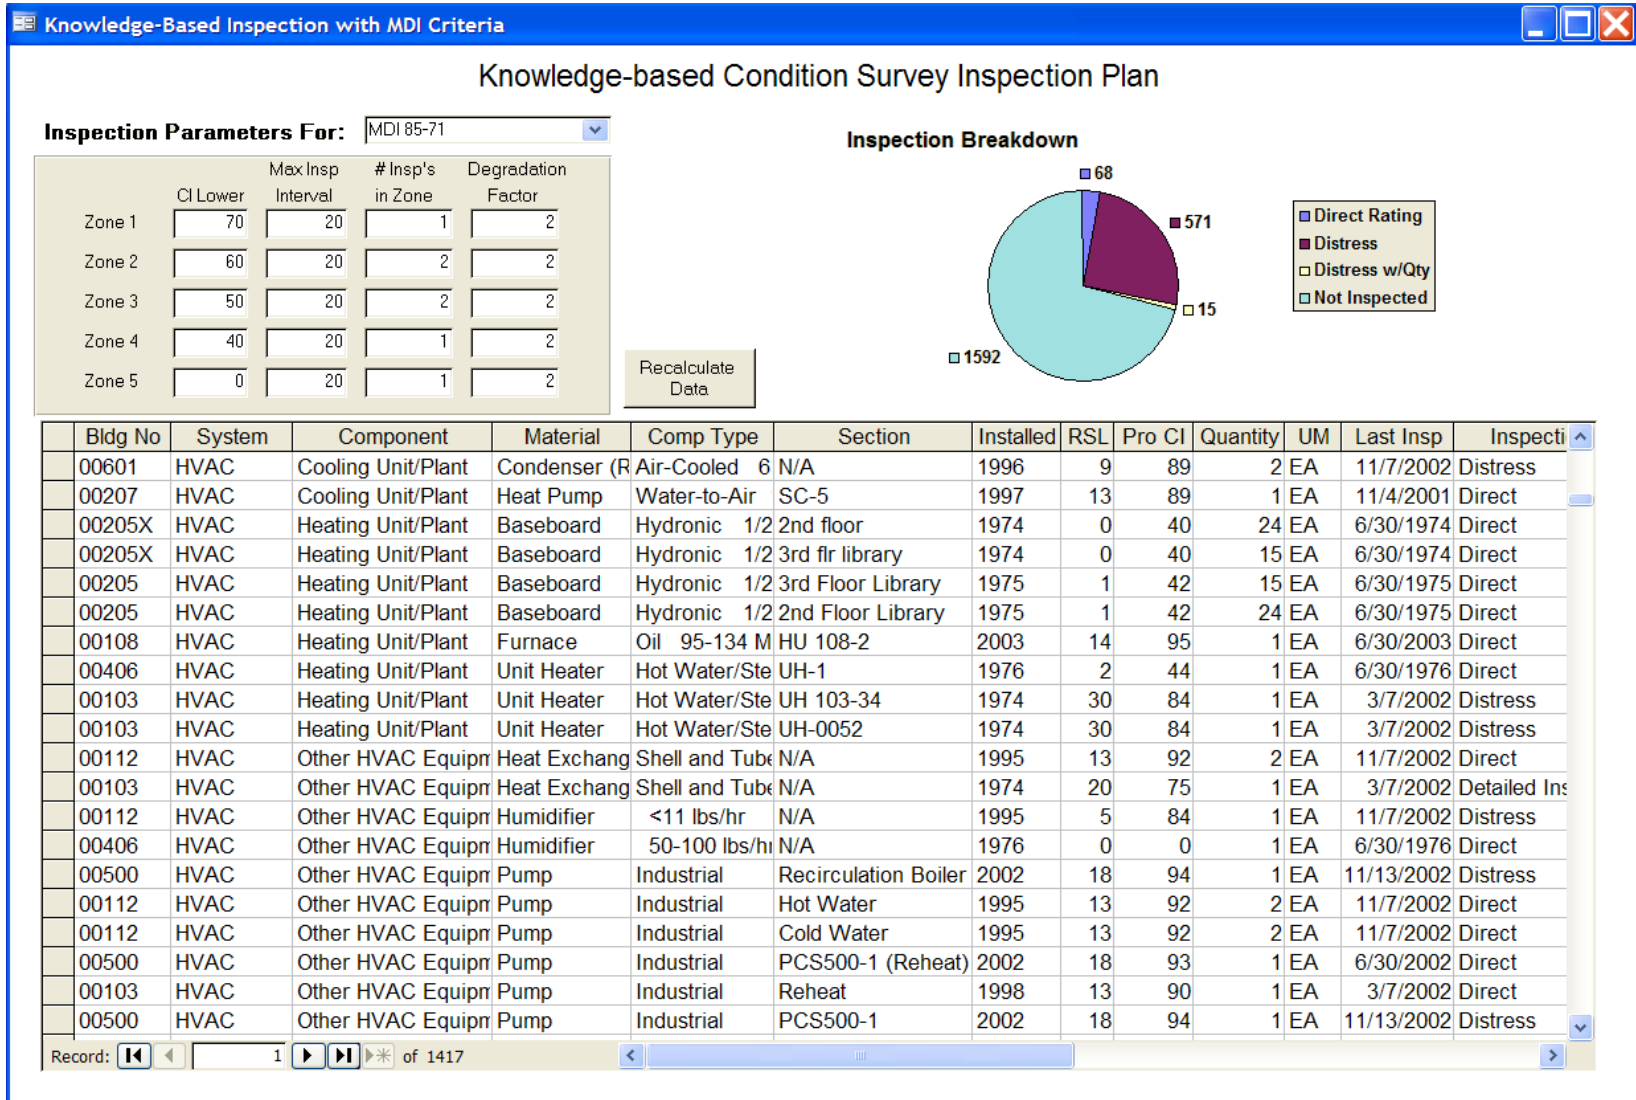 Knowledge-Based Inspection with MDI Criteria
Knowledge-based Condition Survey Inspection Plan
Inspection Parameters For: MDI 85-71
CI Lower Max Insp Interval # Insp's in Zone Degradation Factor
Zone 1 70 20 1 2
Zone 2 60 20 2 2
Zone 3 50 20 2 2
Zone 4 40 20 1 2
Zone 5 0 20 1 2
Recalculate
Data
Inspection Breakdown
68
571
15
1592
Direct Rating
Distress
Distress w/Qty
Not Inspected
Bldg No System Component Material Comp Type Section Installed RSL Pro CI Quantity UM Last Insp Inspecti
00601 HVAC Cooling Unit/Plant Condenser (R Air-Cooled 6 N/A 1996 9 89 2 EA 11/7/2002 Distress
00207 HVAC Cooling Unit/Plant Heat Pump Water-to-Air SC-5 1997 13 89 1 EA 11/4/2001 Direct
00205X HVAC Heating Unit/Plant Baseboard Hydronic 1/2 2nd floor 1974 0 40 24 EA 6/30/1974 Direct
00205X HVAC Heating Unit/Plant Baseboard Hydronic 1/2 3rd flr library 1974 0 40 15 EA 6/30/1974 Direct
00205 HVAC Heating Unit/Plant Baseboard Hydronic 1/2 3rd Floor Library 1975 1 42 15 EA 6/30/1975 Direct
00205 HVAC Heating Unit/Plant Baseboard Hydronic 1/2 2nd Floor Library 1975 1 42 24 EA 6/30/1975 Direct
00108 HVAC Heating Unit/Plant Furnace Oil 95-134 M HU 108-2 2003 14 95 1 EA 6/30/2003 Direct
00406 HVAC Heating Unit/Plant Unit Heater Hot Water/Ste UH-1 1976 2 44 1 EA 6/30/1976 Direct
00103 HVAC Heating Unit/Plant Unit Heater Hot Water/Ste UH 103-34 1974 30 84 1 EA 3/7/2002 Distress
00103 HVAC Heating Unit/Plant Unit Heater Hot Water/Ste UH-0052 1974 30 84 1 EA 3/7/2002 Distress
00112 HVAC Other HVAC Equipm Heat Exchang Shell and Tube N/A 1995 13 92 2 EA 11/7/2002 Direct
00103 HVAC Other HVAC Equipm Heat Exchang Shell and Tube N/A 1974 20 75 1 EA 3/7/2002 Detailed Ins
00112 HVAC Other HVAC Equipm Humidifier <11 lbs/hr N/A 1995 5 84 1 EA 11/7/2002 Distress
00406 HVAC Other HVAC Equipm Humidifier 50-100 lbs/hr N/A 1976 0 0 1 EA 6/30/1976 Direct
00500 HVAC Other HVAC Equipm Pump Industrial Recirculation Boiler 2002 18 94 1 EA 11/13/2002 Distress
00112 HVAC Other HVAC Equipm Pump Industrial Hot Water 1995 13 92 2 EA 11/7/2002 Direct
00112 HVAC Other HVAC Equipm Pump Industrial Cold Water 1995 13 92 2 EA 11/7/2002 Direct
00500 HVAC Other HVAC Equipm Pump Industrial PCS500-1 (Reheat) 2002 18 93 1 EA 6/30/2002 Direct
00103 HVAC Other HVAC Equipm Pump Industrial Reheat 1998 13 90 1 EA 3/7/2002 Direct
00500 HVAC Other HVAC Equipm Pump Industrial PCS500-1 2002 18 94 1 EA 11/13/2002 Distress
Record: 1 of 1417